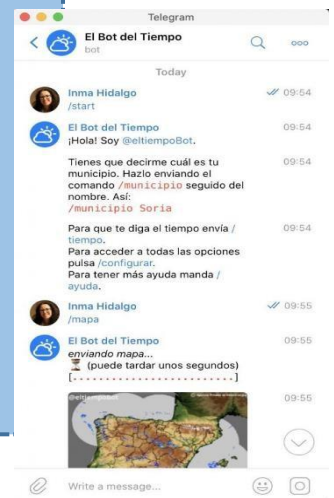 Telegram
El Bot del Tiempo
bot
Today
Inma Hidalgo 09:54
/start
El Bot del Tiempo 09:54
¡Hola! Soy @eltiempoBot.
Tienes que decirme cuál es tu 09:54
municipio. Hazlo enviando el
comando /municipio seguido del
nombre. Así:
/municipio Soria
Para que te diga el tiempo envía / 09:54
tiempo.
Para acceder a todas las opciones
pulsa /configurar.
Para tener más ayuda manda /
ayuda.
Inma Hidalgo 09:55
/mapa
El Bot del Tiempo 09:55
enviando mapa...
(puede tardar unos segundos)
[.........................]
09:55
@eltiempobot
Write a message...